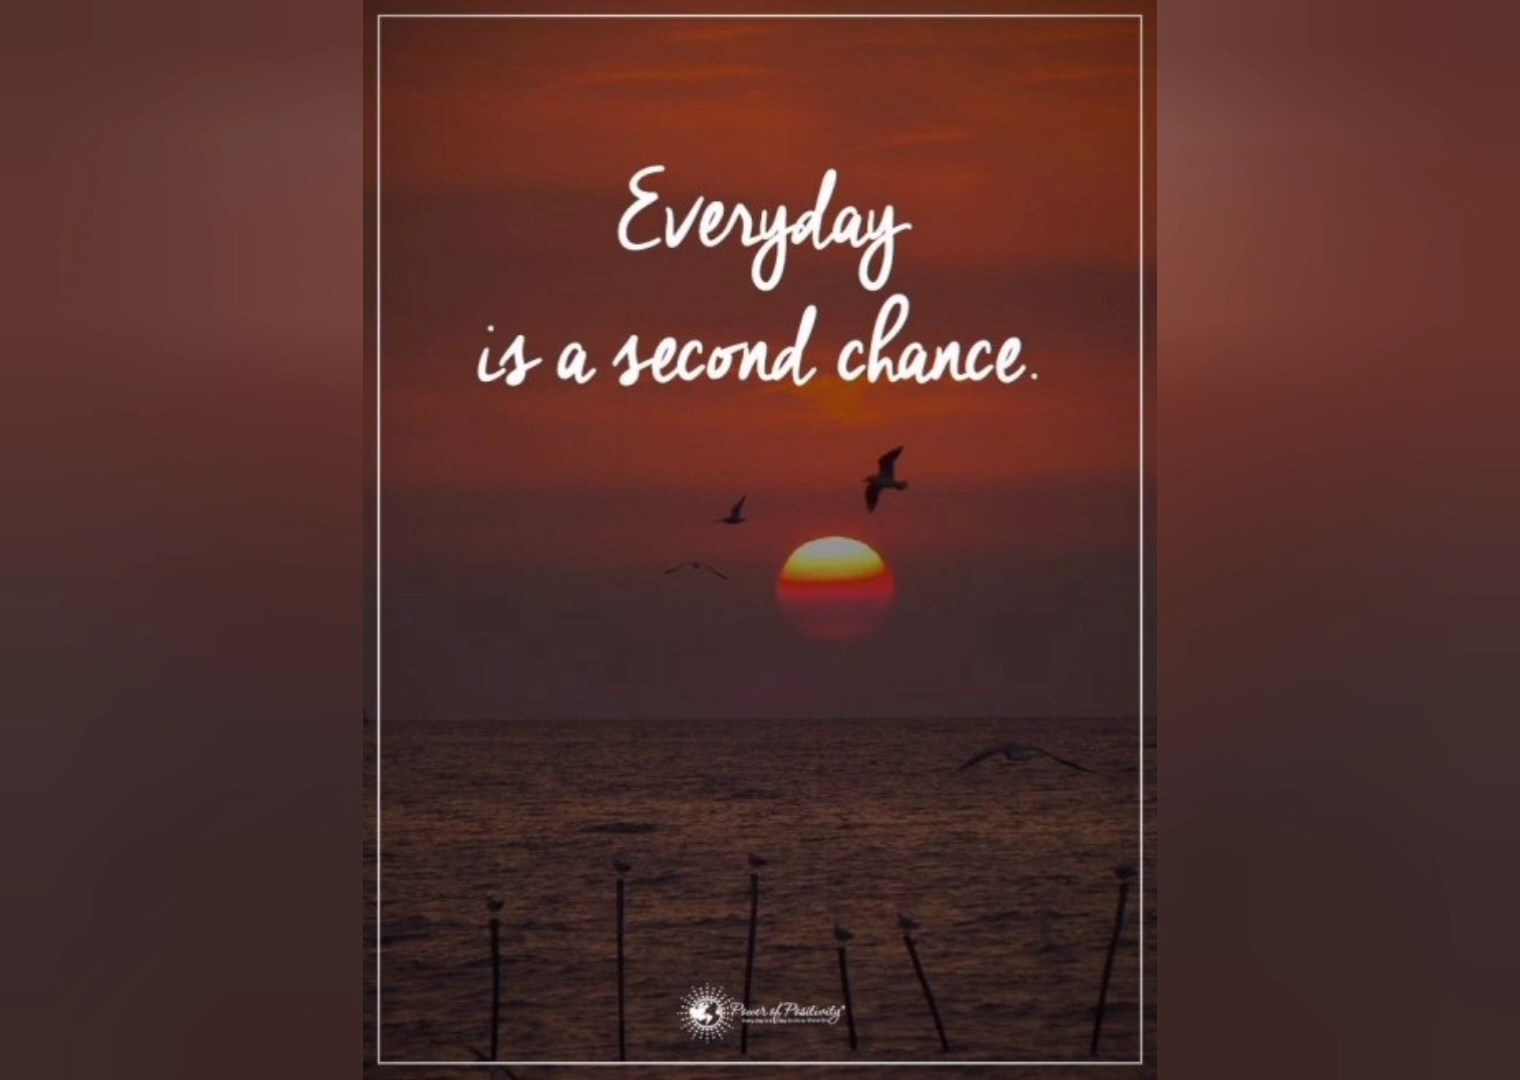 Everyday
is a second chance.
Power of Positivity